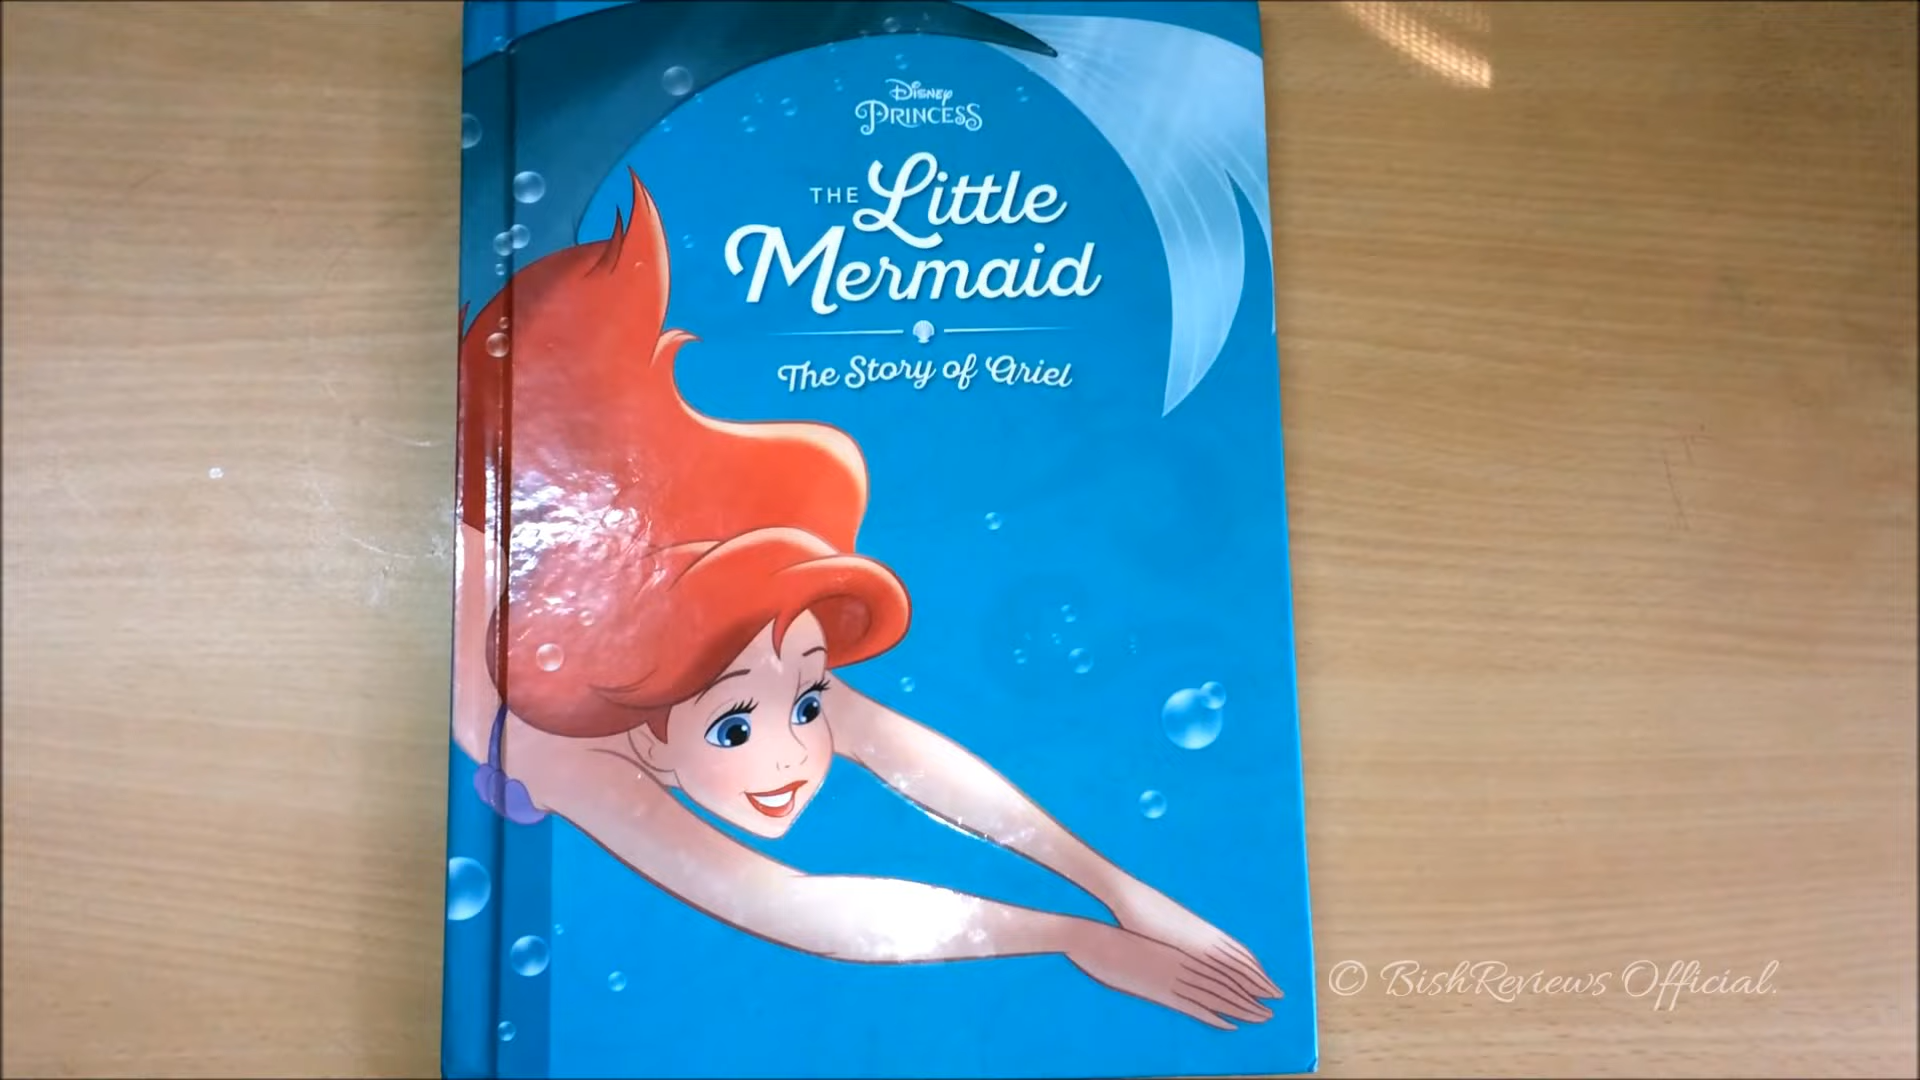 Disney
PRINCESS
THE Little
Mermaid
The Story of Ariel
© BishReviews Official.